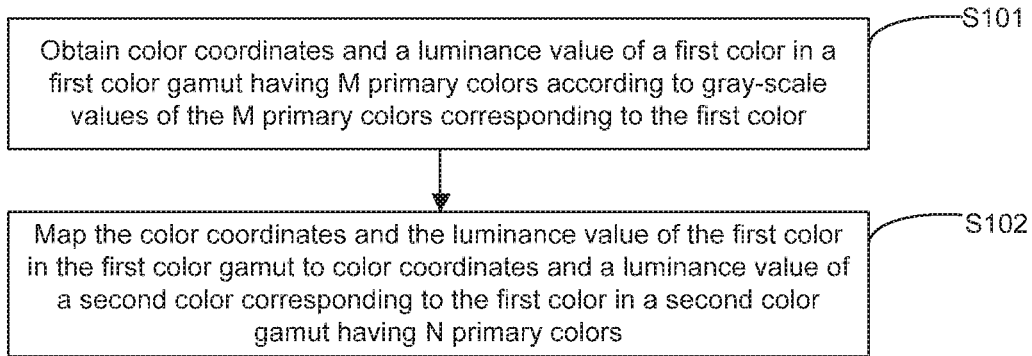 S101
Obtain color coordinates and a luminance value of a first color in a
first color gamut having M primary colors according to gray-scale
values of the M primary colors corresponding to the first color
S102
Map the color coordinates and the luminance value of the first color
in the first color gamut to color coordinates and a luminance value of
a second color corresponding to the first color in a second color
gamut having N primary colors